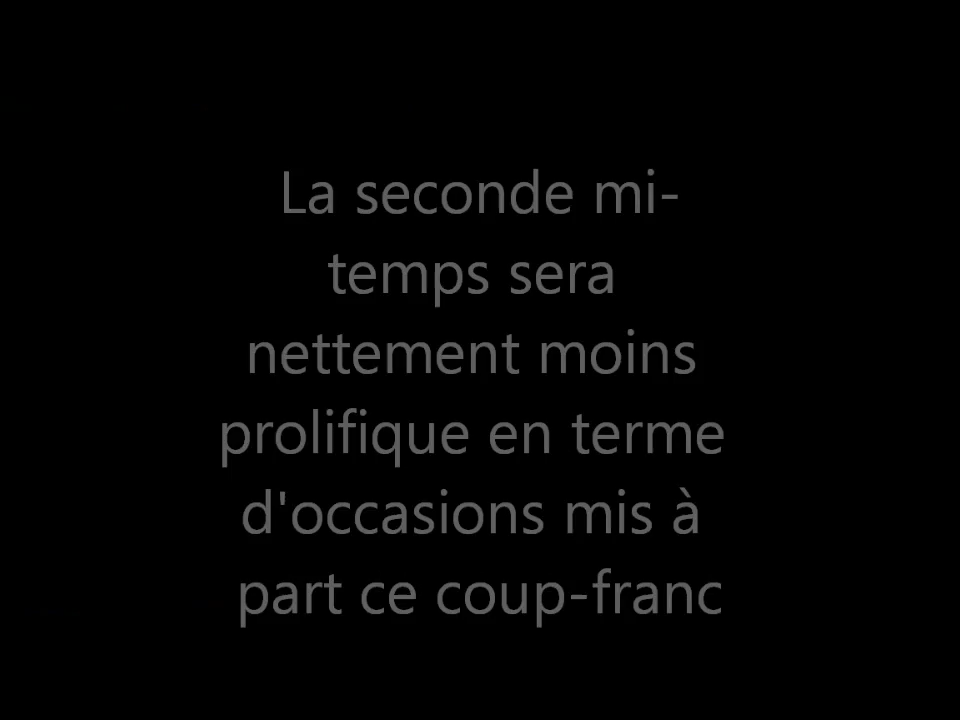 La seconde mi-
temps sera
nettement moins
prolifique en terme
d'occasions mis à
part ce coup-franc